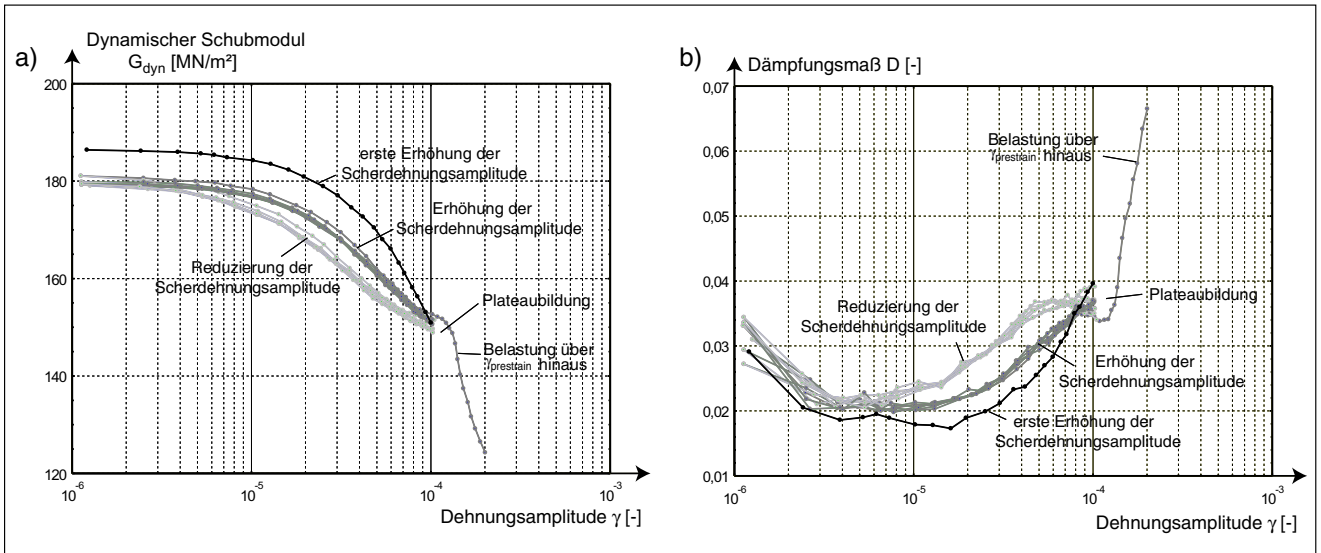 a)
Dynamischer Schubmodul
Gdyn [MN/m²]
200
180
160
140
120
erste Erhöhung der
Scherdehnungsamplitude
Erhöhung der
Scherdehnungsamplitude
Reduzierung der
Scherdehnungsamplitude
Plateaubildung
Belastung über
γprestrain hinaus
10-6
10-5
10-4
10-3
Dehnungsamplitude γ [-]
b)
Dämpfungsmaß D [-]
0,07
0,06
0,05
0,04
0,03
0,02
0,01
Belastung über
γprestrain hinaus
Reduzierung der
Scherdehnungsamplitude
Plateaubildung
Erhöhung der
Scherdehnungsamplitude
erste Erhöhung der
Scherdehnungsamplitude
10-6
10-5
10-4
10-3
Dehnungsamplitude γ [-]